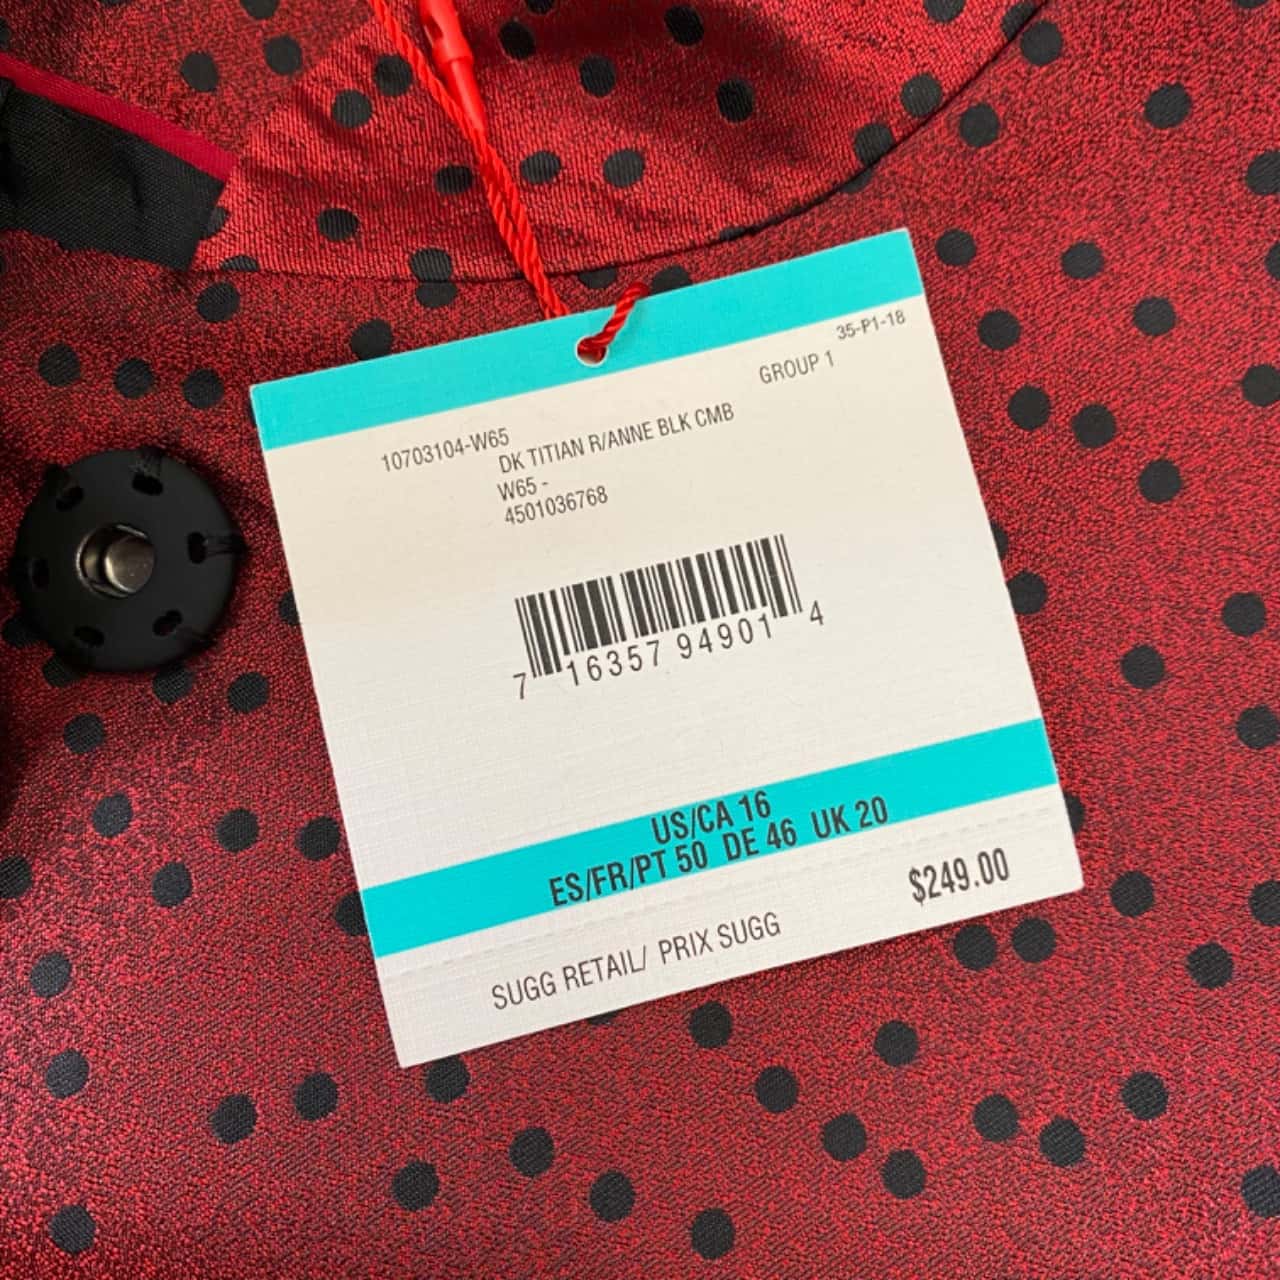 35-P1-18
GROUP 1
10703104-W65
DK TITIAN R/ANNE BLK CMB
W65 -
4501036768
7 16357 94901 4
US/CA 16
ES/FR/PT 50 DE 46 UK 20
$249.00
SUGG RETAIL/ PRIX SUGG